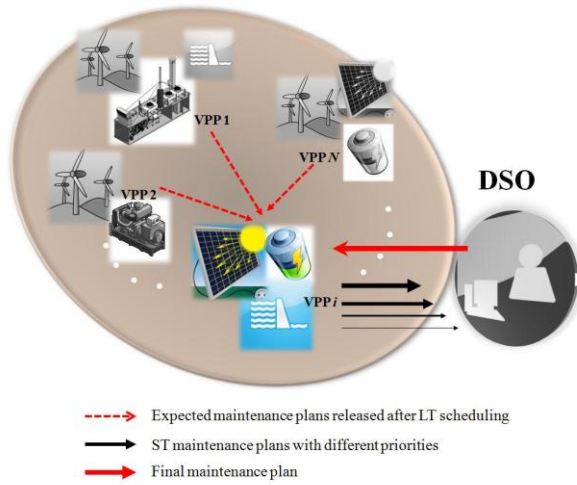 VPP 1
VPP N
VPP 2
DSO
VPP i
Expected maintenance plans released after LT scheduling
ST maintenance plans with different priorities
Final maintenance plan